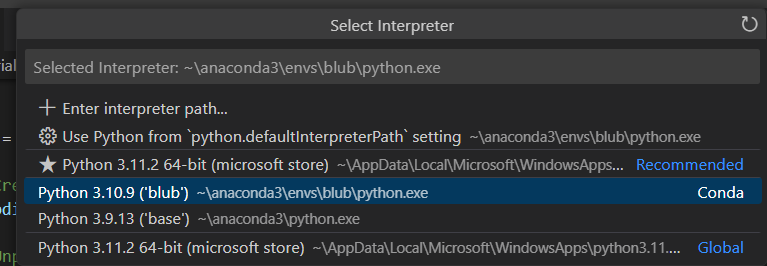 Select Interpreter
Selected Interpreter: ~\anaconda3\envs\blub\python.exe
Enter interpreter path...
Use Python from `python.defaultInterpreterPath` setting ~\anaconda3\envs\blub\python.exe
Python 3.11.2 64-bit (microsoft store) ~\AppData\Local\Microsoft\WindowsApps... Recommended
Python 3.10.9 ('blub') ~\anaconda3\envs\blub\python.exe Conda
Python 3.9.13 ('base') ~\anaconda3\python.exe
Python 3.11.2 64-bit (microsoft store) ~\AppData\Local\Microsoft\WindowsApps\python3.11.... Global